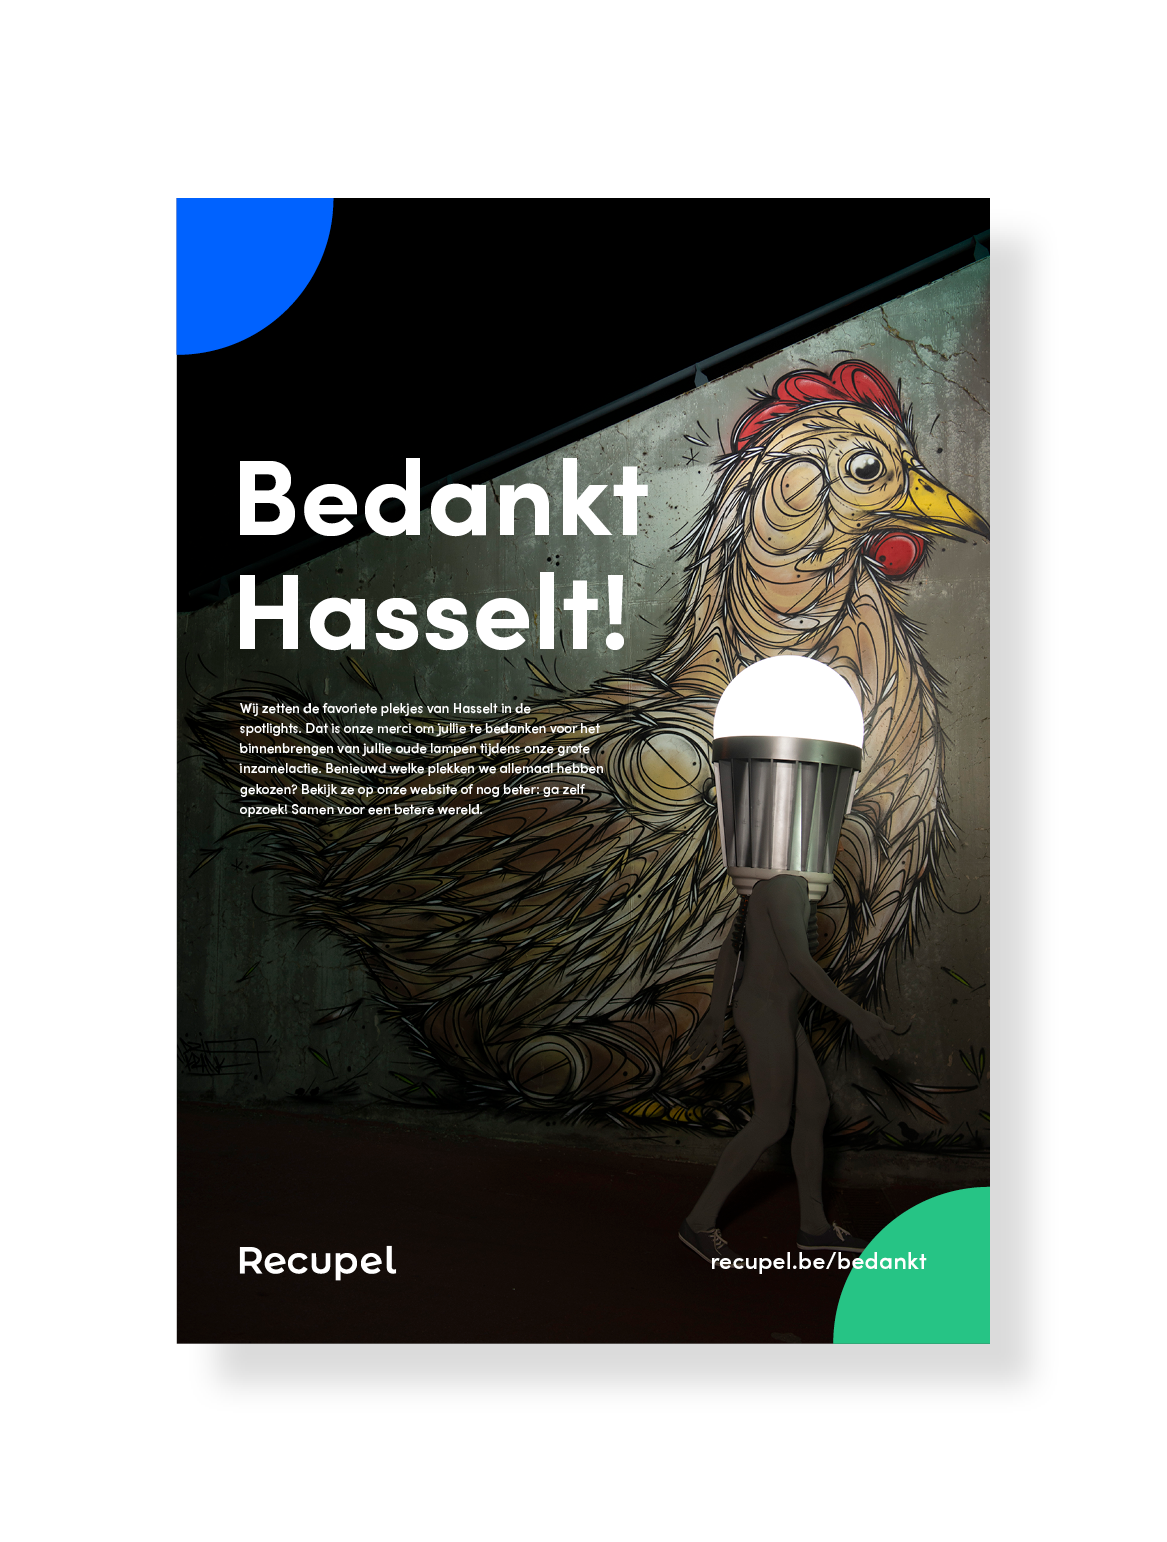 Bedankt
Hasselt!
Wij zetten de favoriete plekjes van Hasselt in de
spotlights. Dat is onze merci om jullie te bedanken voor het
binnenbrengen van jullie oude lampen tijdens onze grote
inzamelactie. Benieuwd welke plekken we allemaal hebben
gekozen? Bekijk ze op onze website of nog beter: ga zelf
opzoek! Samen voor een betere wereld.
Recupel
recupel.be/bedankt